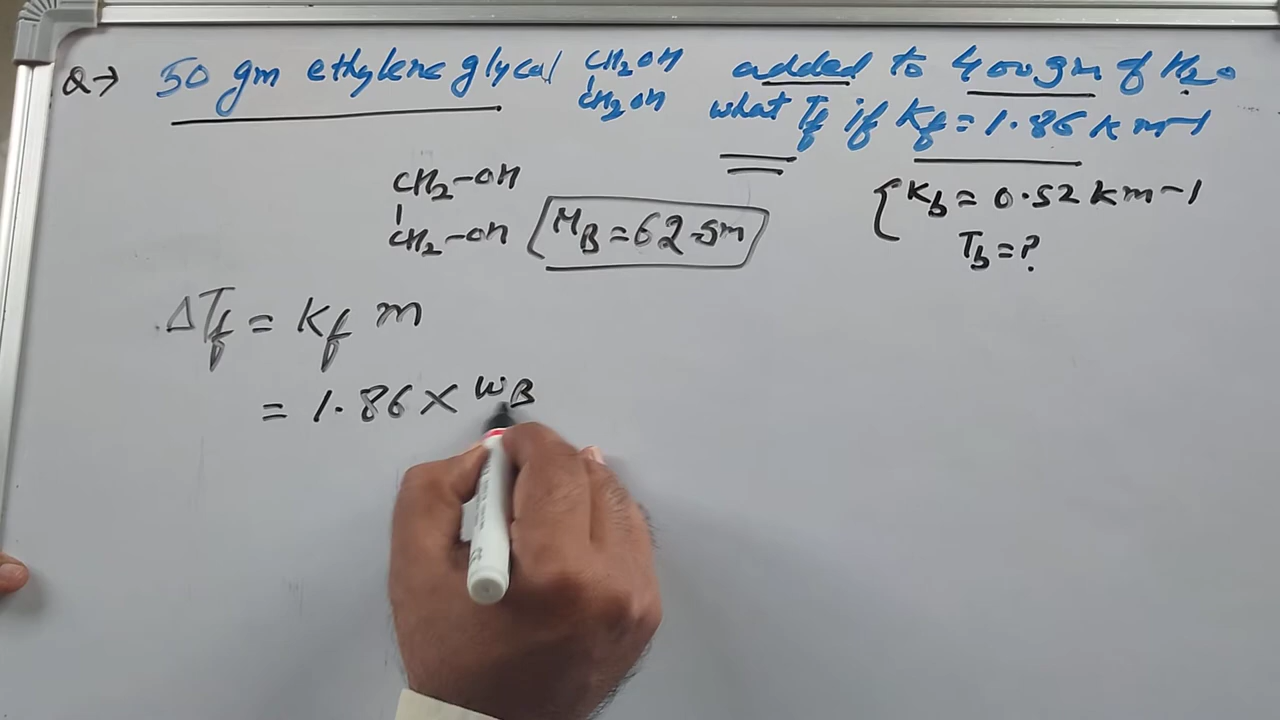 Q→ 50 gm ethylene glycol CH2OH added to 400 gm of H2O
CH2OH what Tf if Kf = 1.86 K m-1
CH2-OH
CH2-OH MB = 62 gm
Kb = 0.52 K m-1
Tb = ?
ΔTf = Kf m
= 1.86 × WB